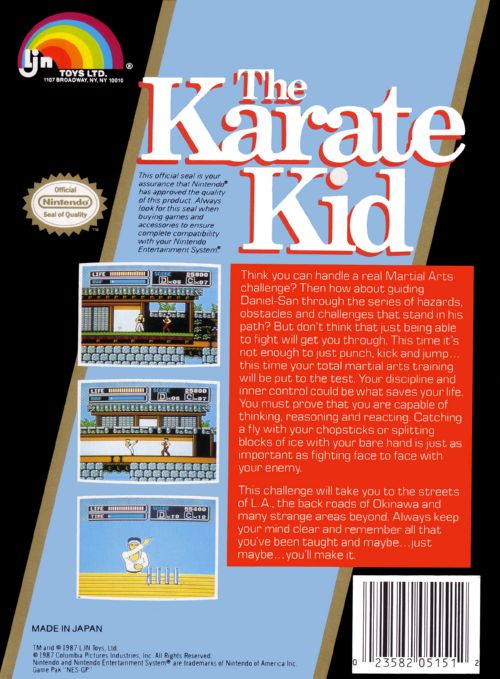 LJN
TOYS LTD.
®
1107 BROADWAY, NY, NY 10010
The
Karate
Kid
This official seal is your
assurance that Nintendo®
has approved the quality
of this product. Always
look for this seal when
buying games and
accessories to ensure
complete compatibility
with your Nintendo
Entertainment System®.
Official
Nintendo®
Seal of Quality
TM
LIFE
SCORE
25800
LIFE
SCORE
LIFE
SCORE
55400
TIME
Think you can handle a real Martial Arts
challenge? Then how about guiding
Daniel-San through the series of hazards,
obstacles and challenges that stand in his
path? But don't think that just being able
to fight will get you through. This time it's
not enough to just punch, kick and jump...
this time your total martial arts training
will be put to the test. Your discipline and
inner control could be what saves your life.
You must prove that you are capable of
thinking, reasoning and reacting. Catching
a fly with your chopsticks or splitting
blocks of ice with your bare hand is just as
important as fighting face to face with
your enemy.
This challenge will take you to the streets
of L.A., the back roads of Okinawa and
many strange areas beyond. Always keep
your mind clear and remember all that
you've been taught and maybe...just
maybe...you'll make it.
MADE IN JAPAN
TM and © 1987 LJN Toys, Ltd.
© 1987 Columbia Pictures Industries, Inc. All Rights Reserved.
Nintendo and Nintendo Entertainment System® are trademarks of Nintendo of America Inc.
Game Pak "NES-GP"
0 23582 05151 2